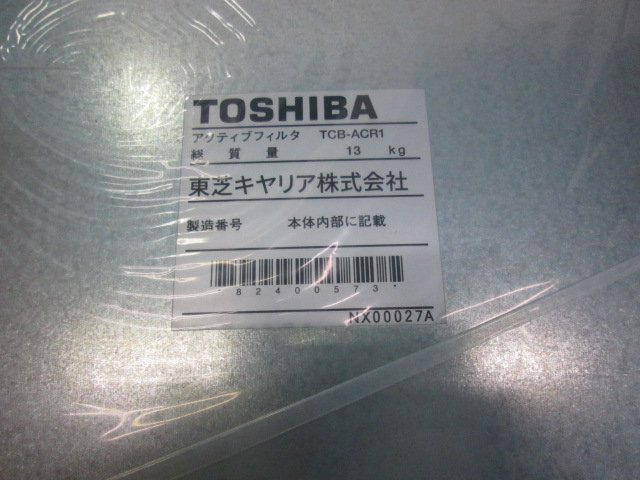 TOSHIBA
アクティブフィルタ TCB-ACR1
総質量 13 kg
東芝キヤリア株式会社
製造番号 本体内部に記載
82400573
NX00027A